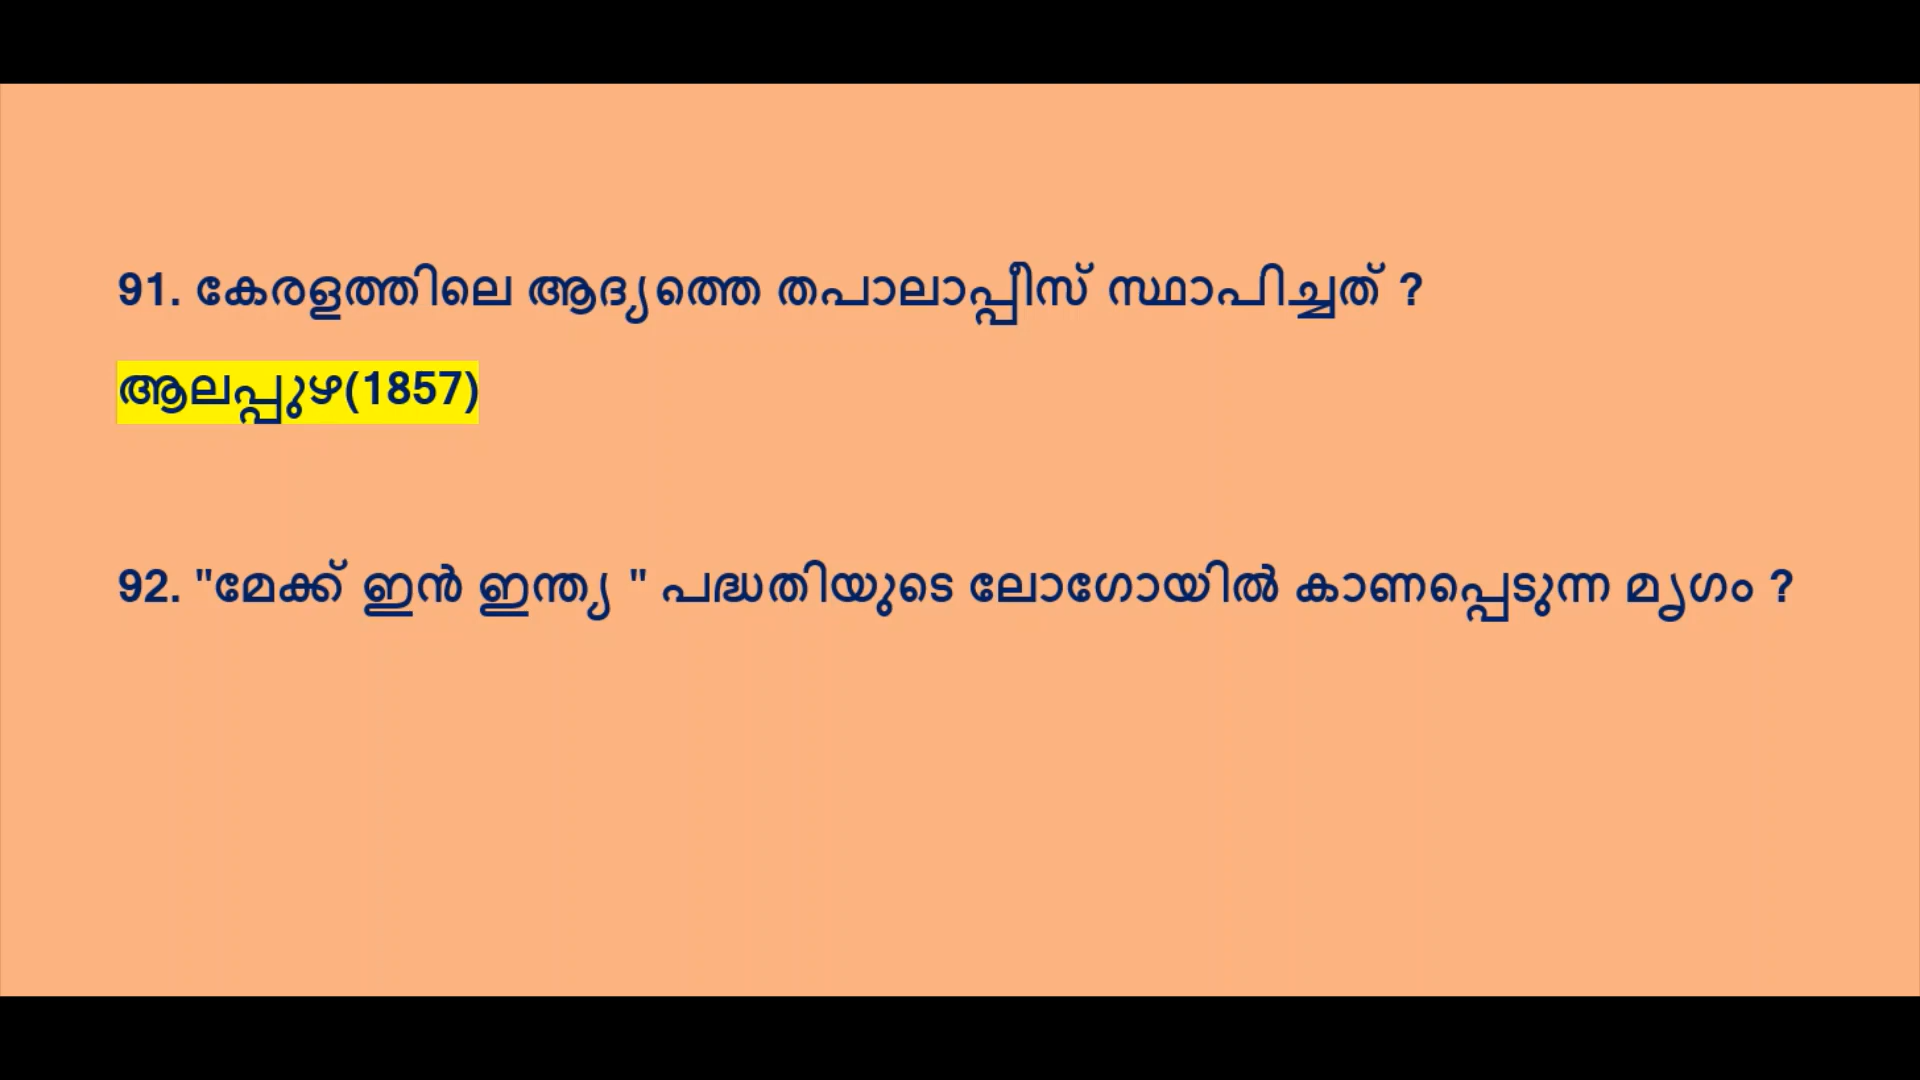 91. കേരളത്തിലെ ആദ്യത്തെ തപാലാപ്പീസ് സ്ഥാപിച്ചത് ?
ആലപ്പുഴ(1857)
92. "മേക്ക് ഇൻ ഇന്ത്യ " പദ്ധതിയുടെ ലോഗോയിൽ കാണപ്പെടുന്ന മൃഗം ?